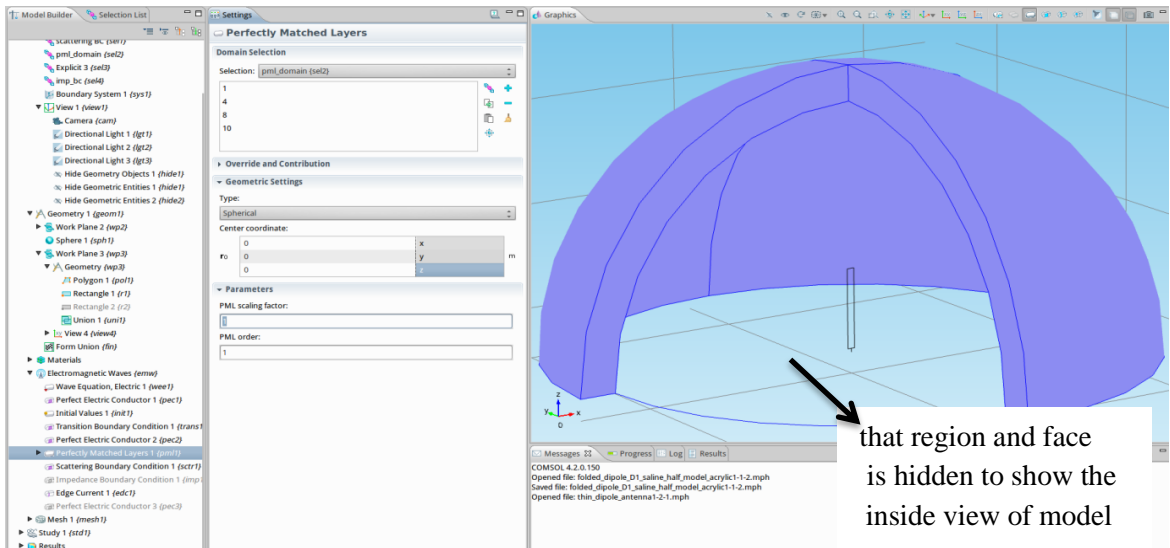 Model Builder
Selection List
scattering BC (sel1)
pml_domain (sel2)
Explicit 3 (sel3)
imp_bc (sel4)
Boundary System 1 (sys1)
View 1 (view1)
Camera (cam)
Directional Light 1 (lgt1)
Directional Light 2 (lgt2)
Directional Light 3 (lgt3)
Hide Geometry Objects 1 (hide1)
Hide Geometric Entities 1 (hide1)
Hide Geometric Entities 2 (hide2)
Geometry 1 (geom1)
Work Plane 2 (wp2)
Sphere 1 (sph1)
Work Plane 3 (wp3)
Geometry (wp3)
Polygon 1 (pol1)
Rectangle 1 (r1)
Rectangle 2 (r2)
Union 1 (uni1)
View 4 (view4)
Form Union (fin)
Materials
Electromagnetic Waves (emw)
Wave Equation, Electric 1 (wee1)
Perfect Electric Conductor 1 (pec1)
Initial Values 1 (init1)
Transition Boundary Condition 1 (trans1
Perfect Electric Conductor 2 (pec2)
Perfectly Matched Layers 1 (pml1)
Scattering Boundary Condition 1 (sctr1)
Impedance Boundary Condition 1 (imp1
Edge Current 1 (edc1)
Perfect Electric Conductor 3 (pec3)
Mesh 1 (mesh1)
Study 1 (std1)
Results
Settings
Perfectly Matched Layers
Domain Selection
Selection: pml_domain (sel2)
1
4
8
10
Override and Contribution
Geometric Settings
Type:
Spherical
Center coordinate:
0 x
r0 0 y m
0 z
Parameters
PML scaling factor:
1
PML order:
1
Graphics
z
y x
that region and face
is hidden to show the
inside view of model
Messages Progress Log Results
COMSOL 4.2.0.150
Opened file: folded_dipole_D1_saline_half_model_acrylic1-1-2.mph
Saved file: folded_dipole_D1_saline_half_model_acrylic1-1-2.mph
Opened file: thin_dipole_antenna1-2-1.mph